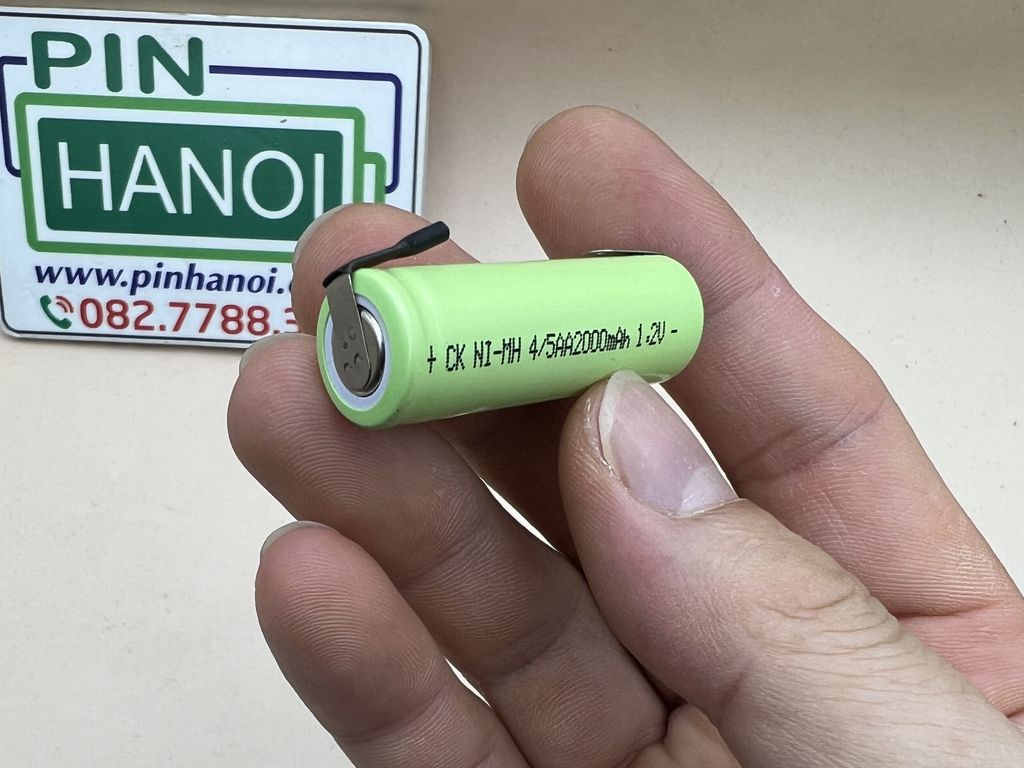 PIN
HANOI
www.pinhanoi.
082.7788.3
+ CK NI-MH 4/5AA2000mAh 1.2V -